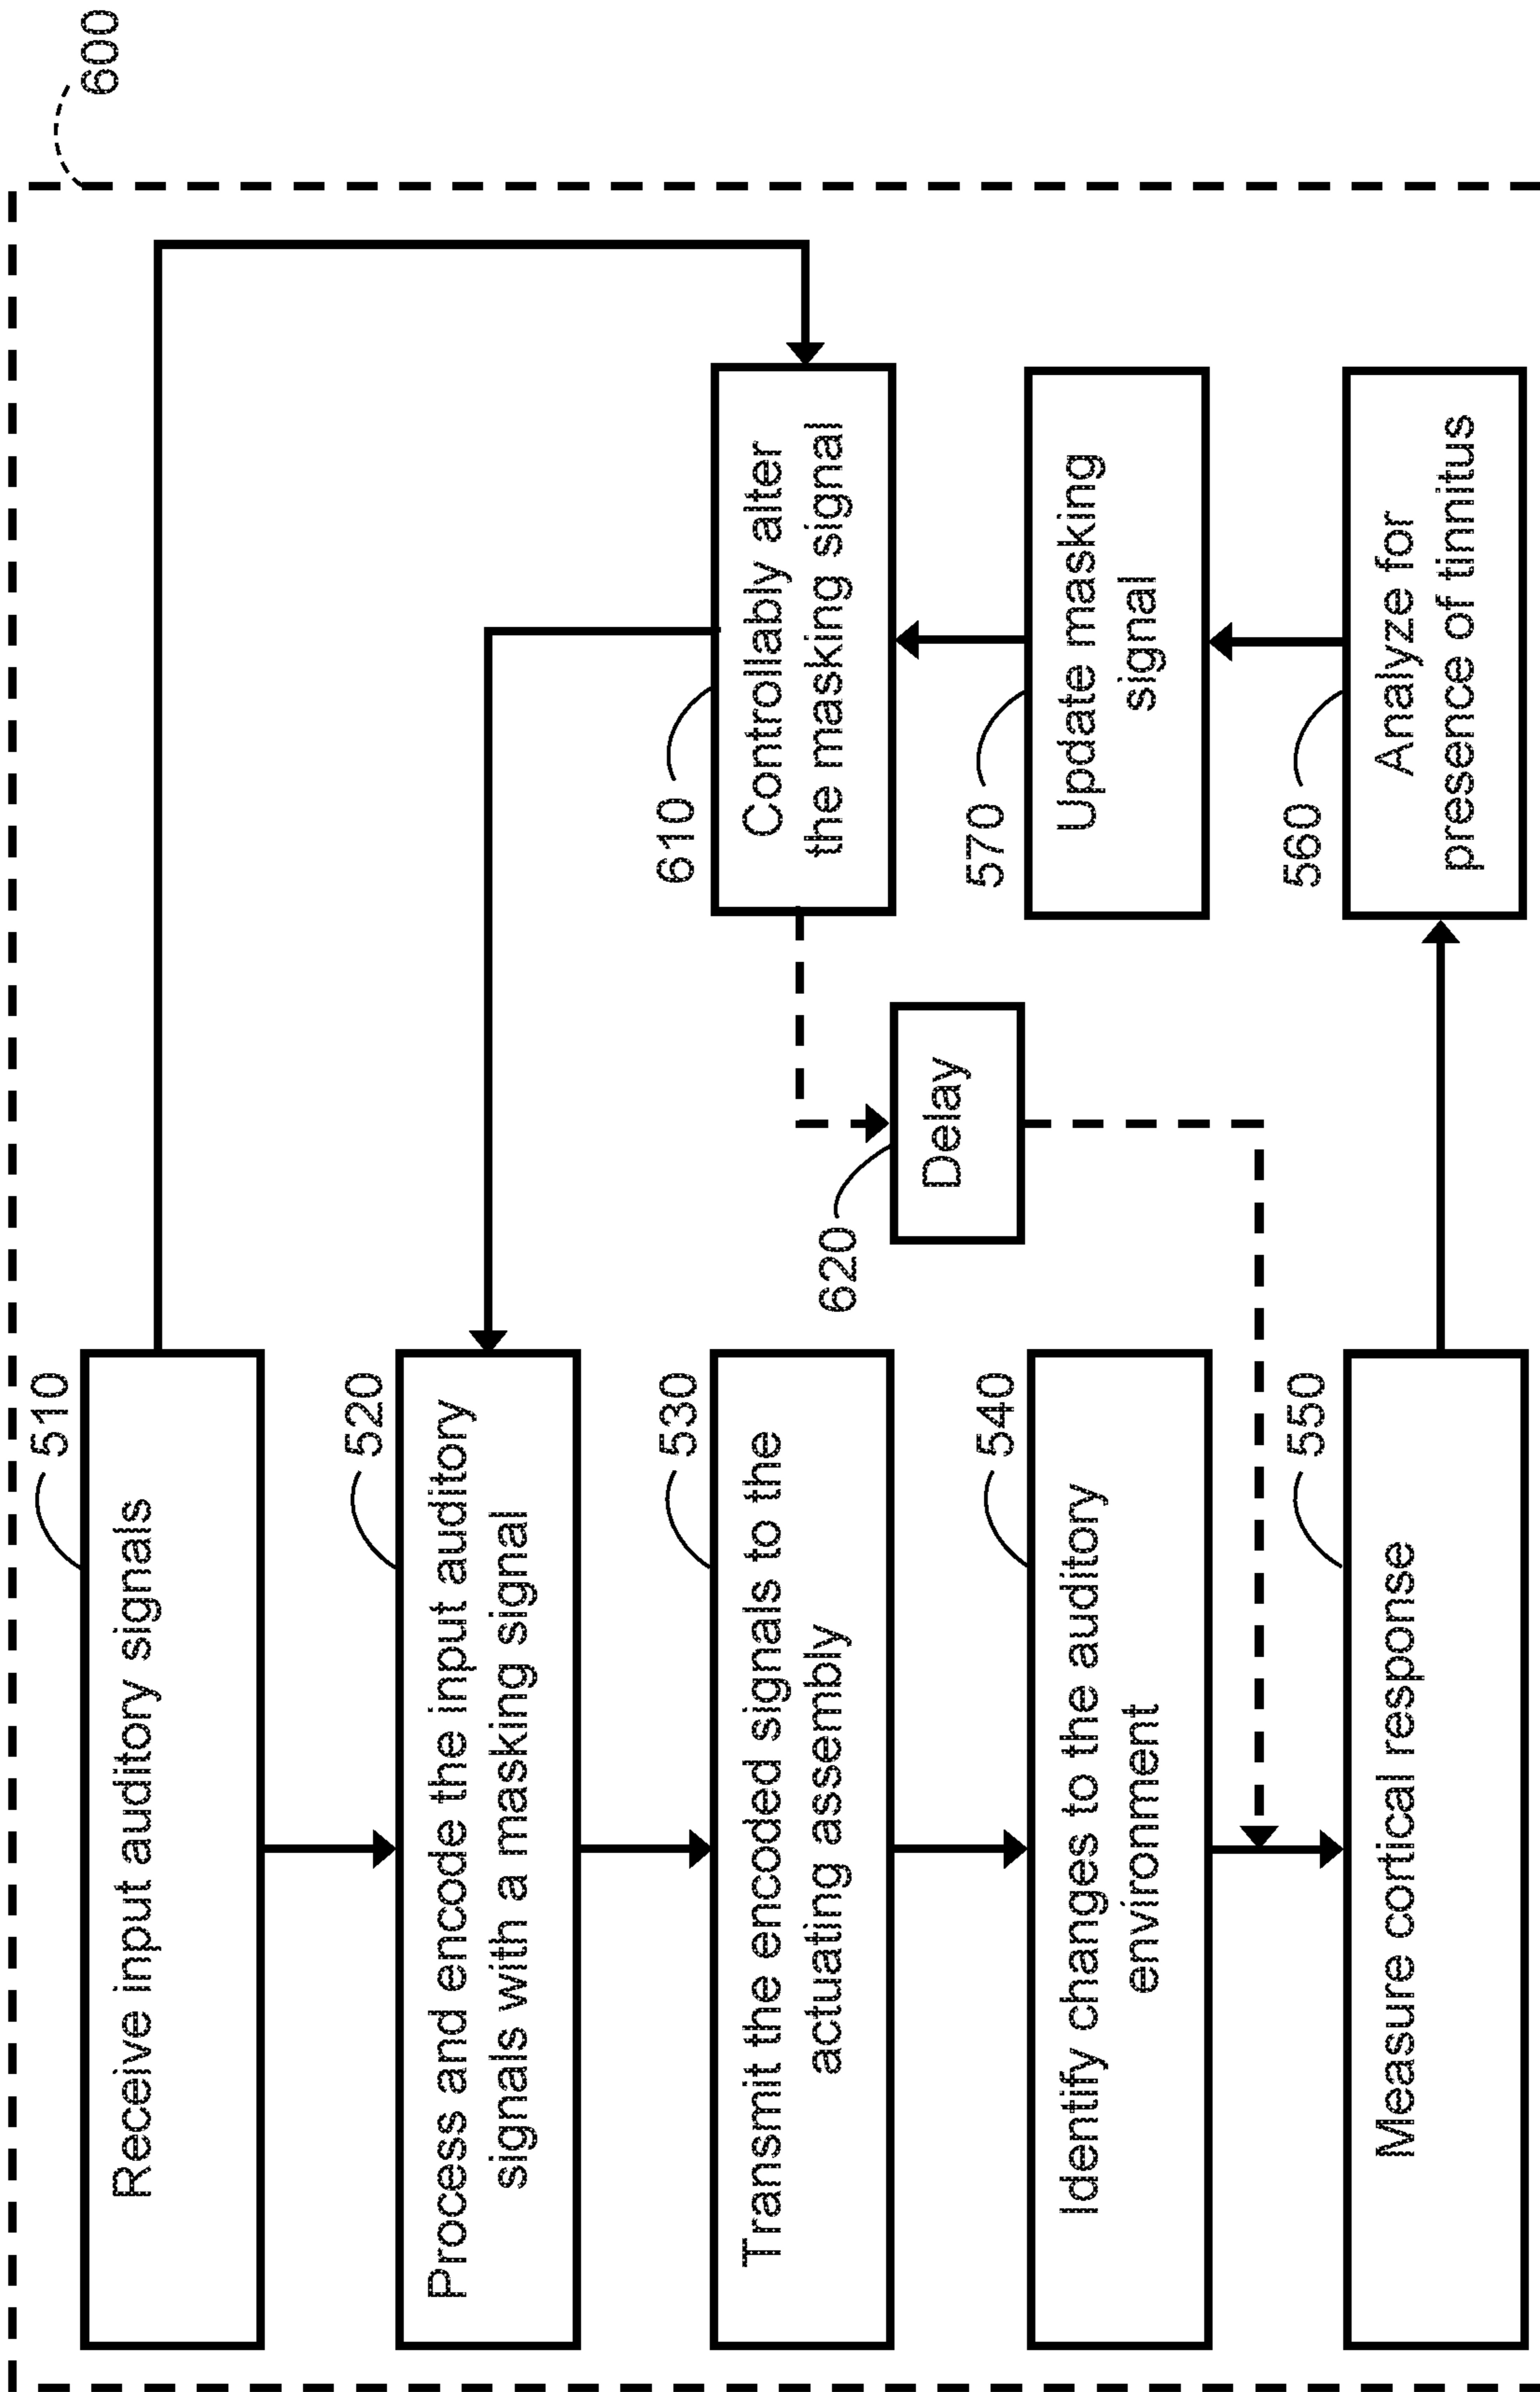 600
510
Receive input auditory signals
520
Process and encode the input auditory
signals with a masking signal
530
Transmit the encoded signals to the
actuating assembly
540
Identify changes to the auditory
environment
550
Measure cortical response
620
Delay
610
Controllably alter
the masking signal
570
Update masking
signal
560
Analyze for
presence of tinnitus